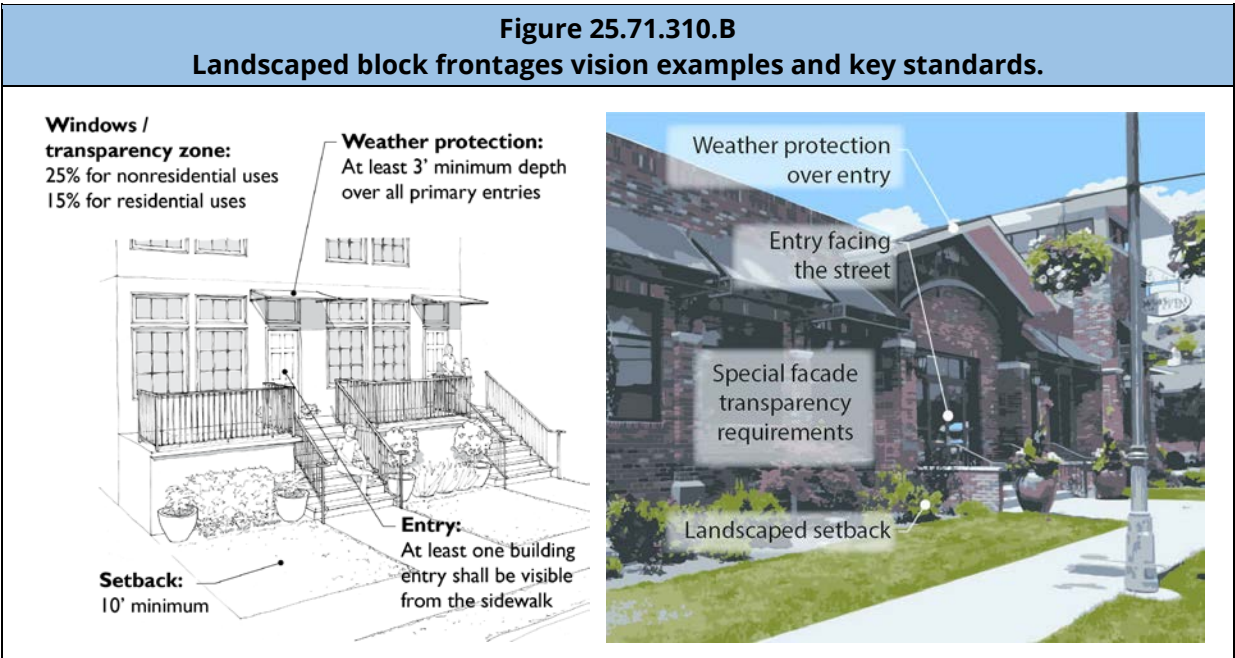 Figure 25.71.310.B
Landscaped block frontages vision examples and key standards.
Windows /
transparency zone:
25% for nonresidential uses
15% for residential uses
Weather protection:
At least 3' minimum depth
over all primary entries
Entry:
At least one building
entry shall be visible
from the sidewalk
Setback:
10' minimum
Weather protection
over entry
Entry facing
the street
Special facade
transparency
requirements
Landscaped setback